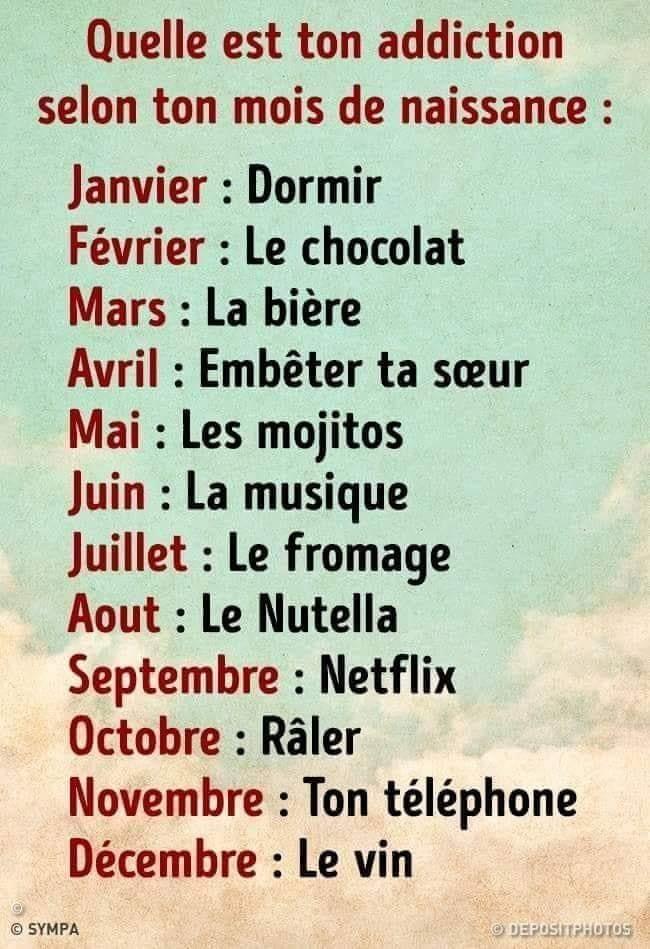 Quelle est ton addiction
selon ton mois de naissance :
Janvier : Dormir
Février : Le chocolat
Mars : La bière
Avril : Embêter ta sœur
Mai : Les mojitos
Juin : La musique
Juillet : Le fromage
Aout : Le Nutella
Septembre : Netflix
Octobre : Râler
Novembre : Ton téléphone
Décembre : Le vin
©
© SYMPA
© DEPOSITPHOTOS